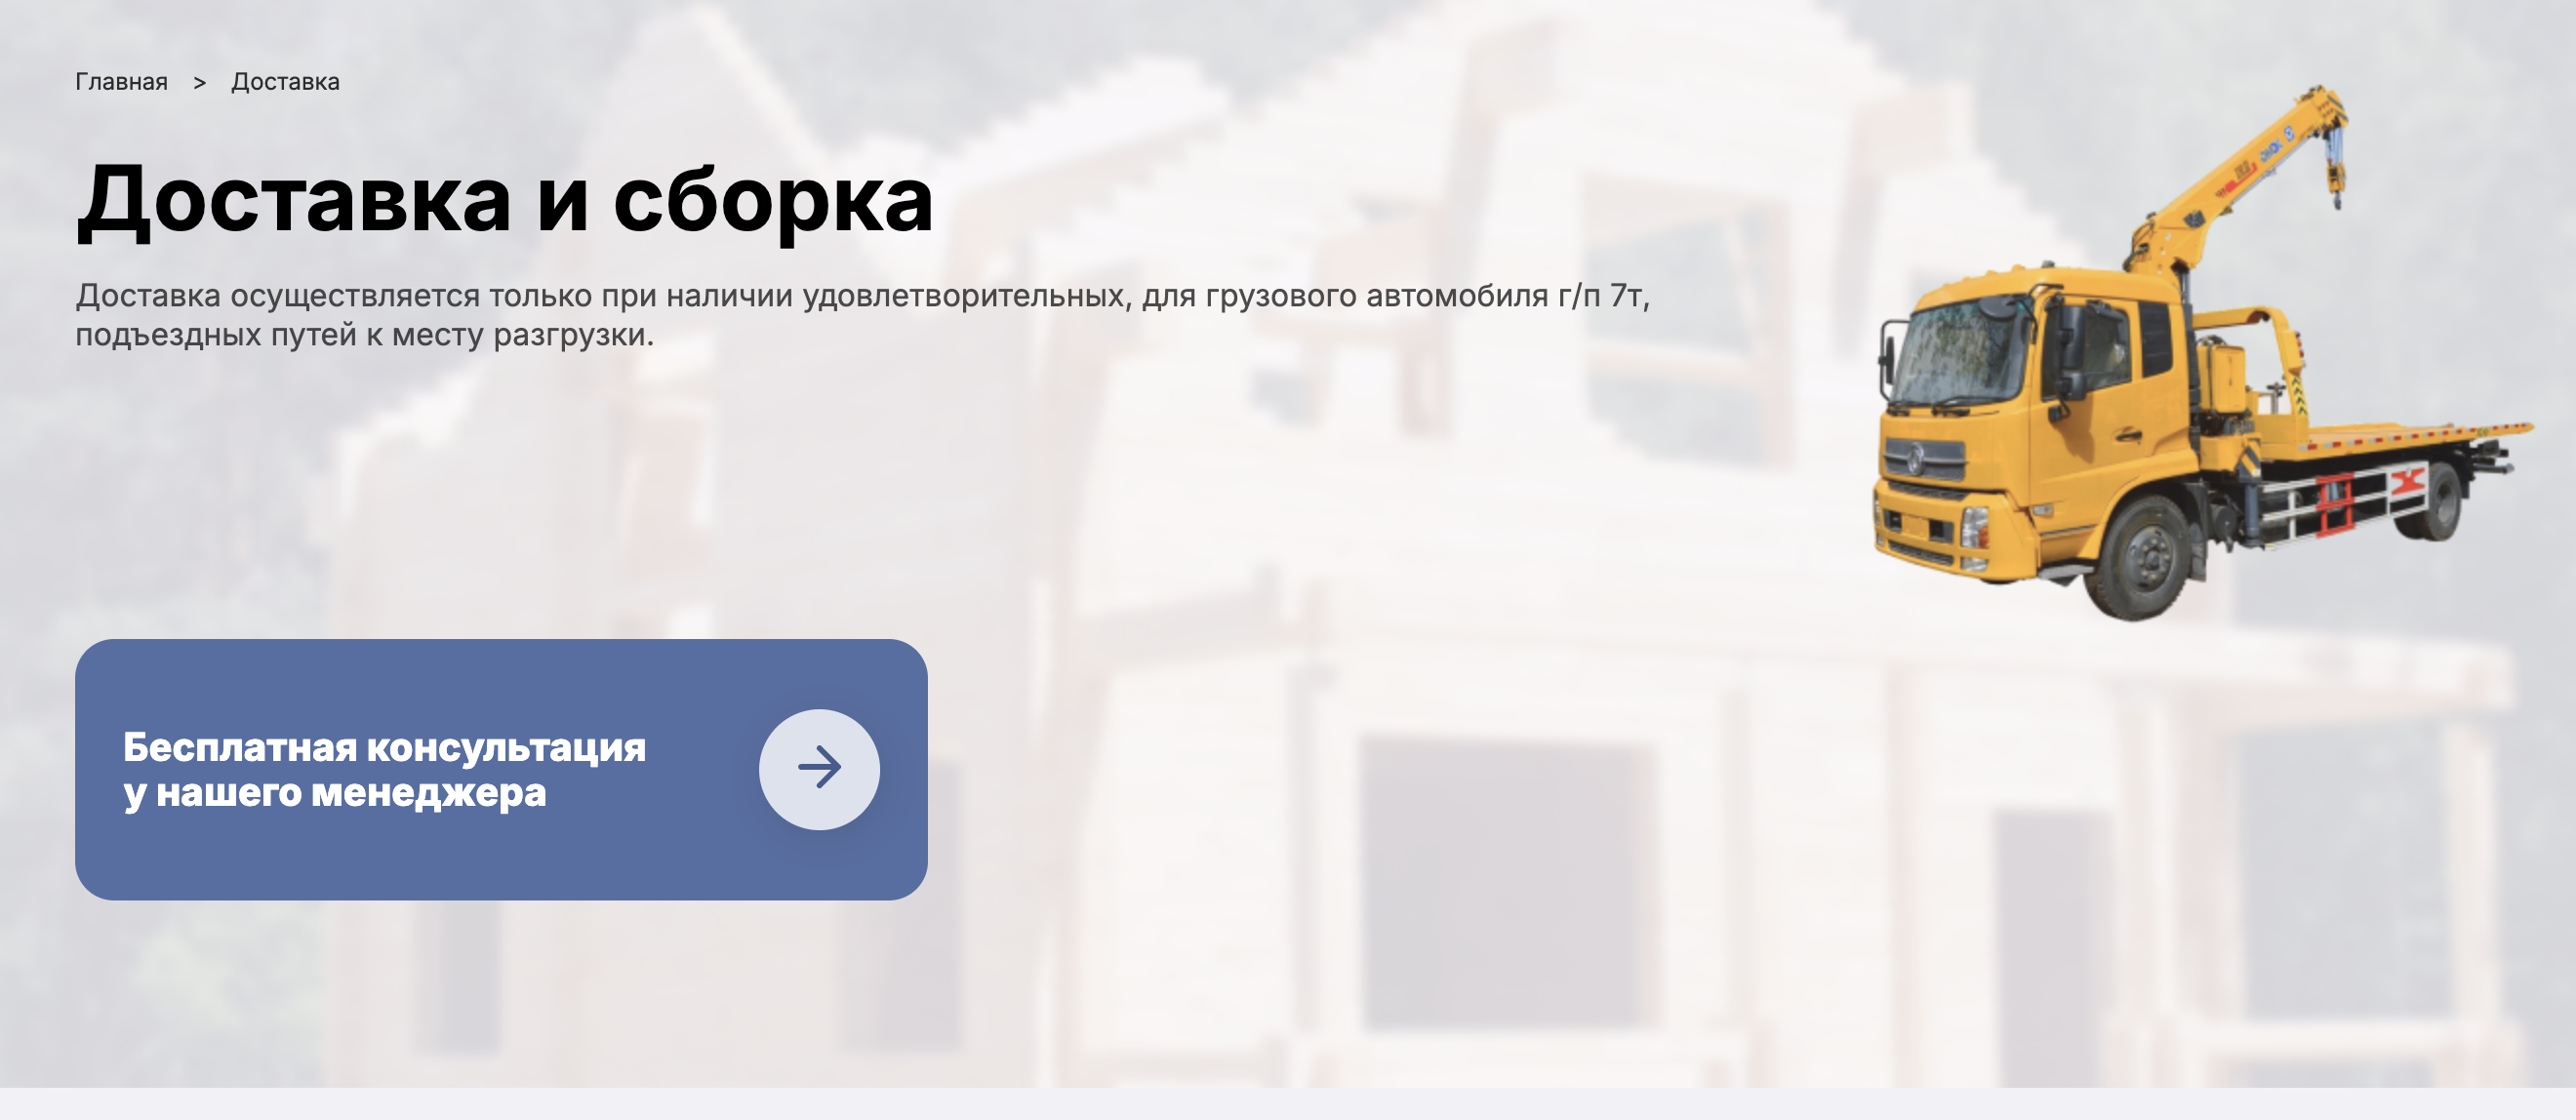 Главная > Доставка
Доставка и сборка
Доставка осуществляется только при наличии удовлетворительных, для грузового автомобиля г/п 7т,
подъездных путей к месту разгрузки.
Бесплатная консультация
у нашего менеджера